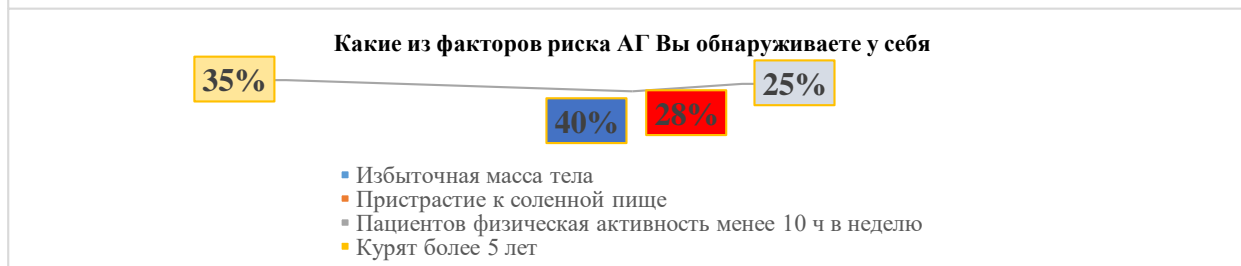 Какие из факторов риска АГ Вы обнаруживаете у себя
35%
40%
28%
25%
Избыточная масса тела
Пристрастие к соленной пище
Пациентов физическая активность менее 10 ч в неделю
Курят более 5 лет